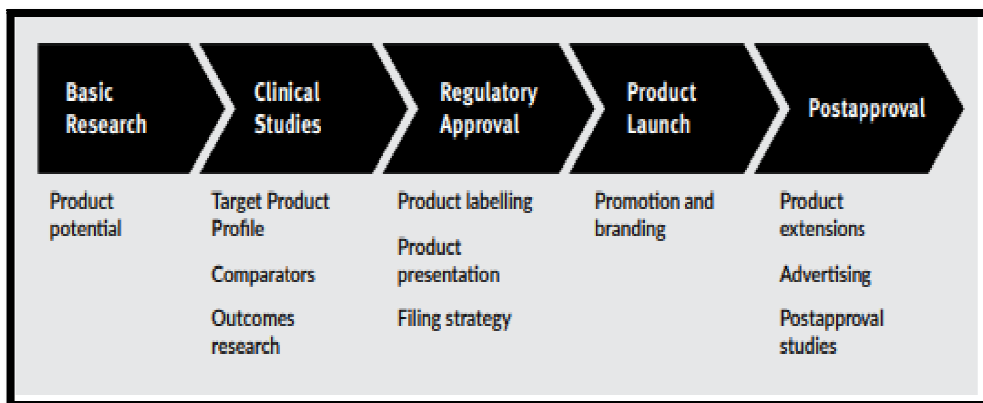 Basic
Research
Clinical
Studies
Regulatory
Approval
Product
Launch
Postapproval
Product
potential
Target Product
Profile
Comparators
Outcomes
research
Product labelling
Product
presentation
Filing strategy
Promotion and
branding
Product
extensions
Advertising
Postapproval
studies